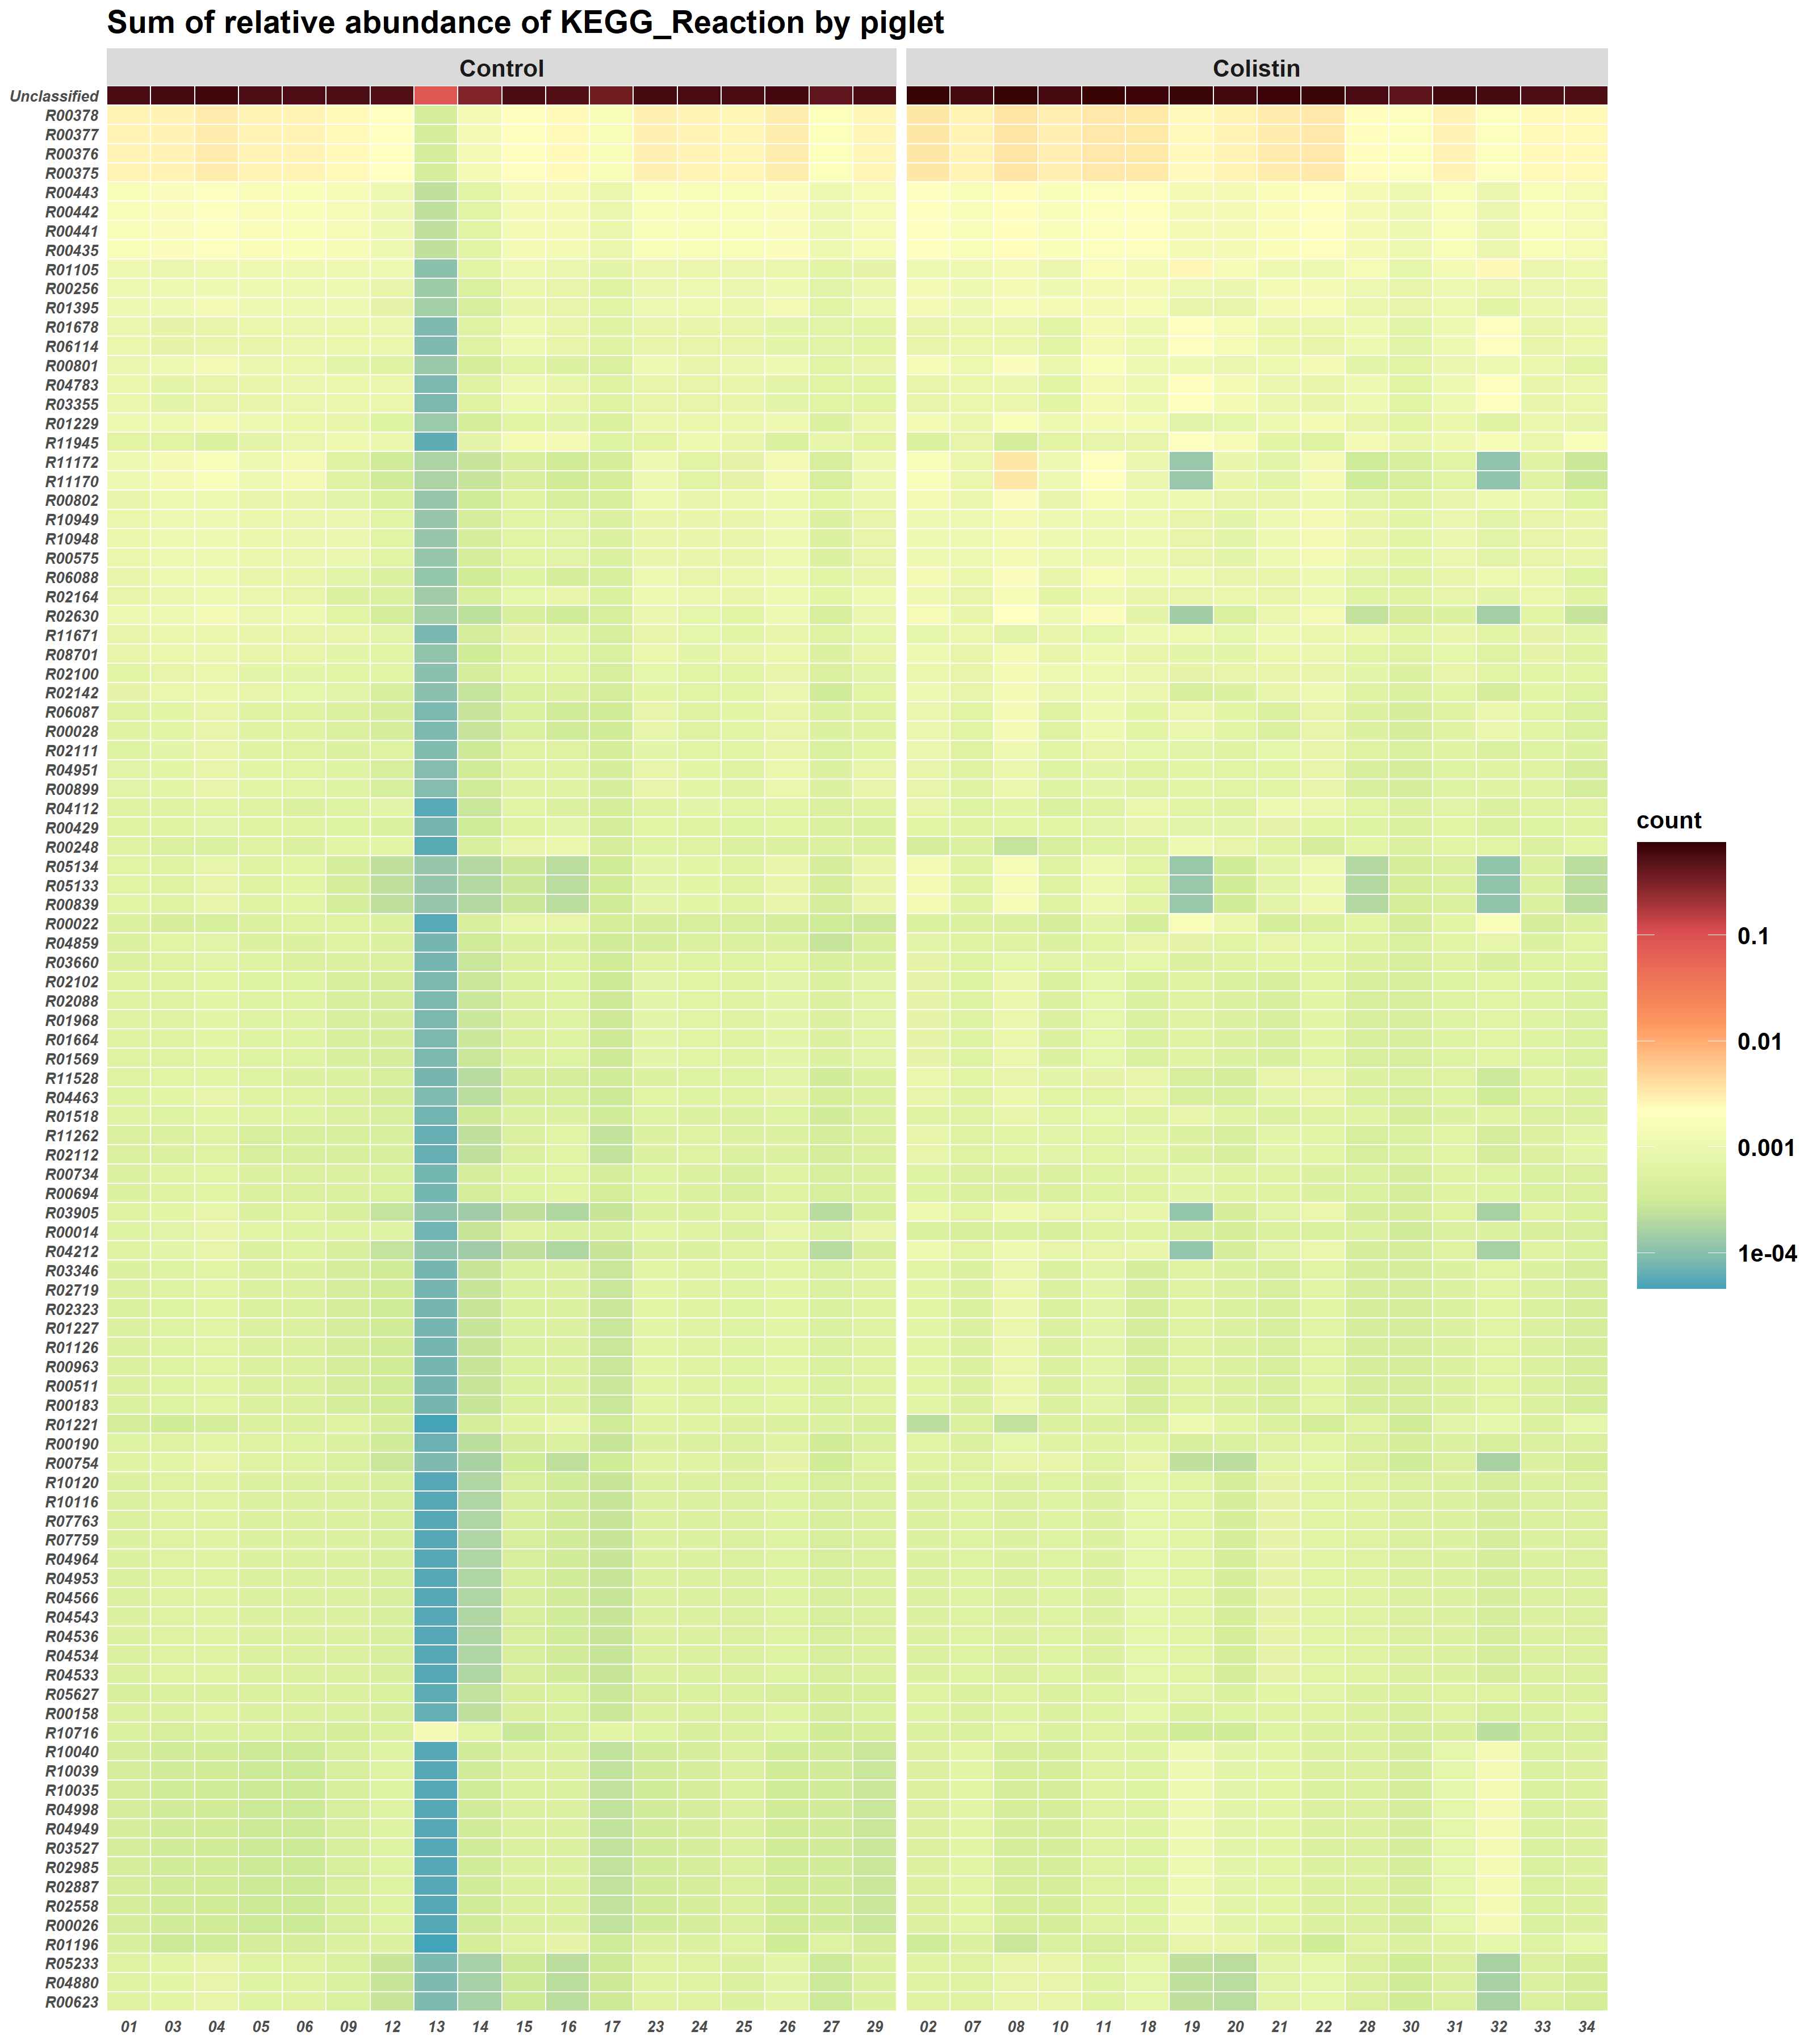 Sum of relative abundance of KEGG_Reaction by piglet
Control Colistin
Unclassified
R00378
R00377
R00376
R00375
R00443
R00442
R00441
R00435
R01105
R00256
R01395
R01678
R06114
R00801
R04783
R03355
R01229
R11945
R11172
R11170
R00802
R10949
R10948
R00575
R06088
R02164
R02630
R11671
R08701
R02100
R02142
R06087
R00028
R02111
R04951
R00899
R04112
R00429
R00248
R05134
R05133
R00839
R00022
R04859
R03660
R02102
R02088
R01968
R01664
R01569
R11528
R04463
R01518
R11262
R02112
R00734
R00694
R03905
R00014
R04212
R03346
R02719
R02323
R01227
R01126
R00963
R00511
R00183
R01221
R00190
R00754
R10120
R10116
R07763
R07759
R04964
R04953
R04566
R04543
R04536
R04534
R04533
R05627
R00158
R10716
R10040
R10039
R10035
R04998
R04949
R03527
R02985
R02887
R02558
R00026
R01196
R05233
R04880
R00623
01 03 04 05 06 09 12 13 14 15 16 17 23 24 25 26 27 29 02 07 08 10 11 18 19 20 21 22 28 30 31 32 33 34
count
0.1
0.01
0.001
1e-04